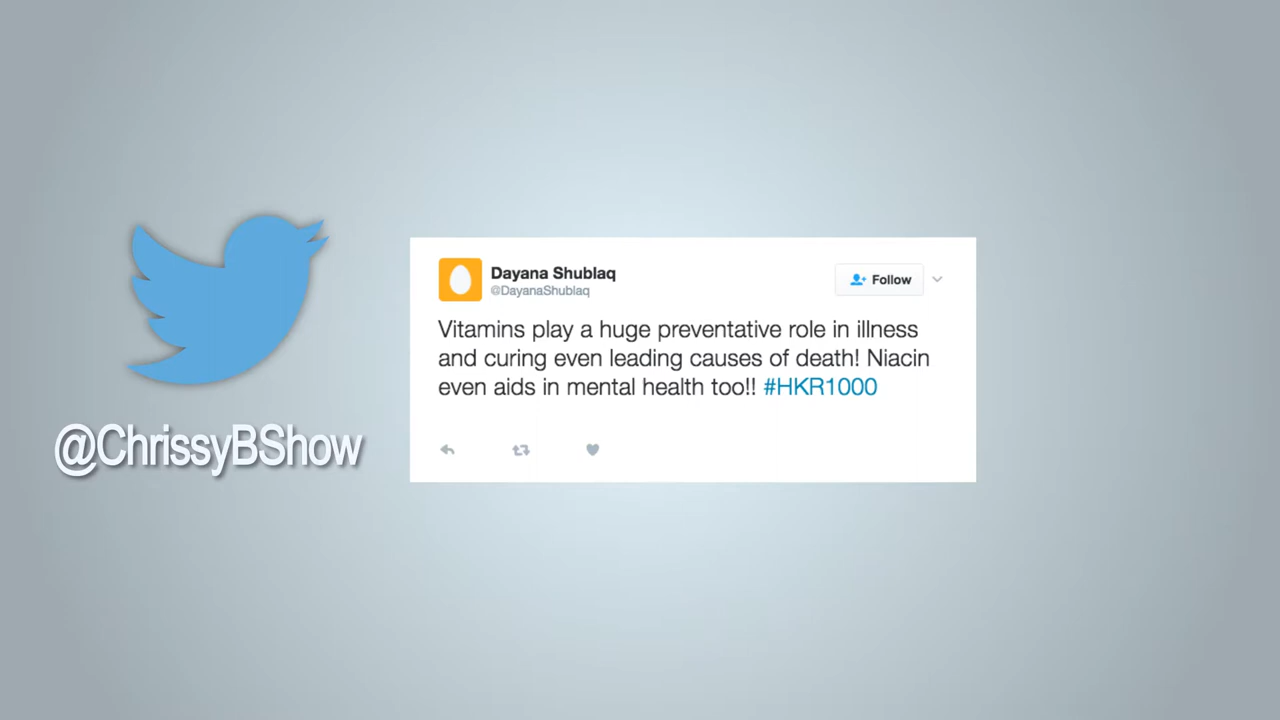 @ChrissyBShow
Dayana Shublaq
@DayanaShublaq
Follow
Vitamins play a huge preventative role in illness
and curing even leading causes of death! Niacin
even aids in mental health too!! #HKR1000